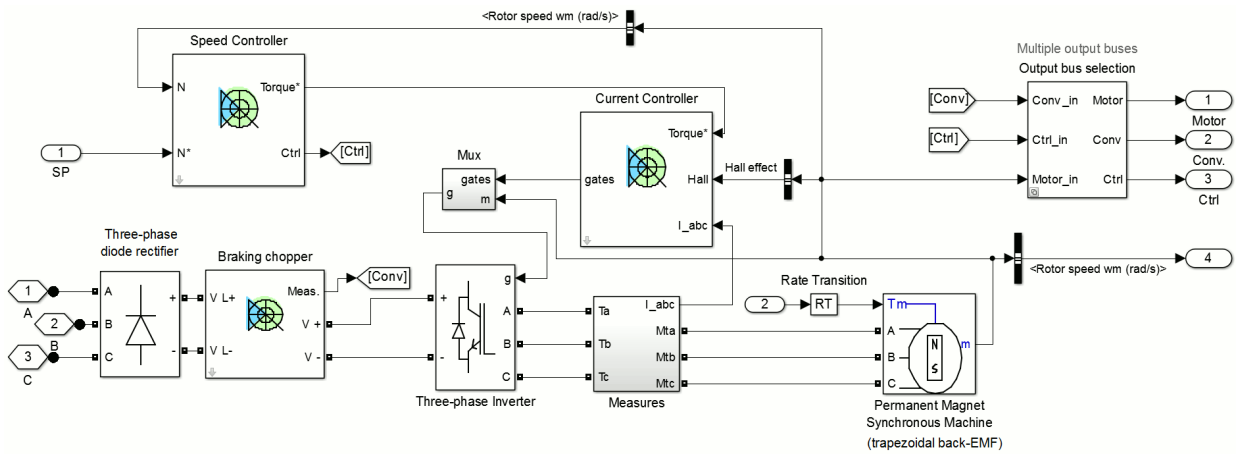 <Rotor speed wm (rad/s)>
Speed Controller
N
Torque*
N*
Ctrl
[Ctrl]
1
SP
Current Controller
Torque*
gates
Hall
I_abc
Hall effect
Mux
gates
g
m
Multiple output buses
Output bus selection
[Conv]
Conv_in
Motor
1
Motor
[Ctrl]
Ctrl_in
Conv
2
Conv.
Motor_in
Ctrl
3
Ctrl
4
<Rotor speed wm (rad/s)>
Three-phase
diode rectifier
1
A
2
B
3
C
A
B
C
+
-
Braking chopper
V L+
V L-
Meas.
V +
V -
[Conv]
g
+
-
A
B
C
Three-phase Inverter
Ta
Tb
Tc
I_abc
Mta
Mtb
Mtc
Measures
Rate Transition
2
RT
Tm
A
B
C
N
S
m
Permanent Magnet
Synchronous Machine
(trapezoidal back-EMF)